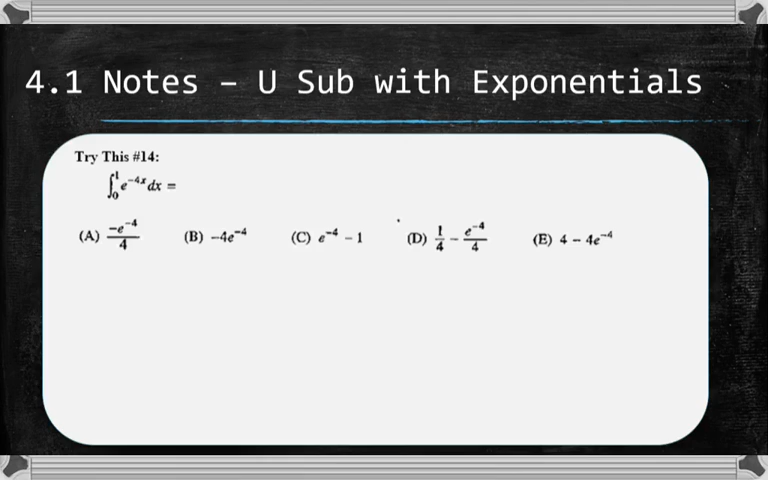 4.1 Notes – U Sub with Exponentials
Try This #14:
∫₀¹ e⁻⁴ˣ dx =
(A) −e⁻⁴/4 (B) −4e⁻⁴ (C) e⁻⁴ − 1 (D) 1/4 − e⁻⁴/4 (E) 4 − 4e⁻⁴